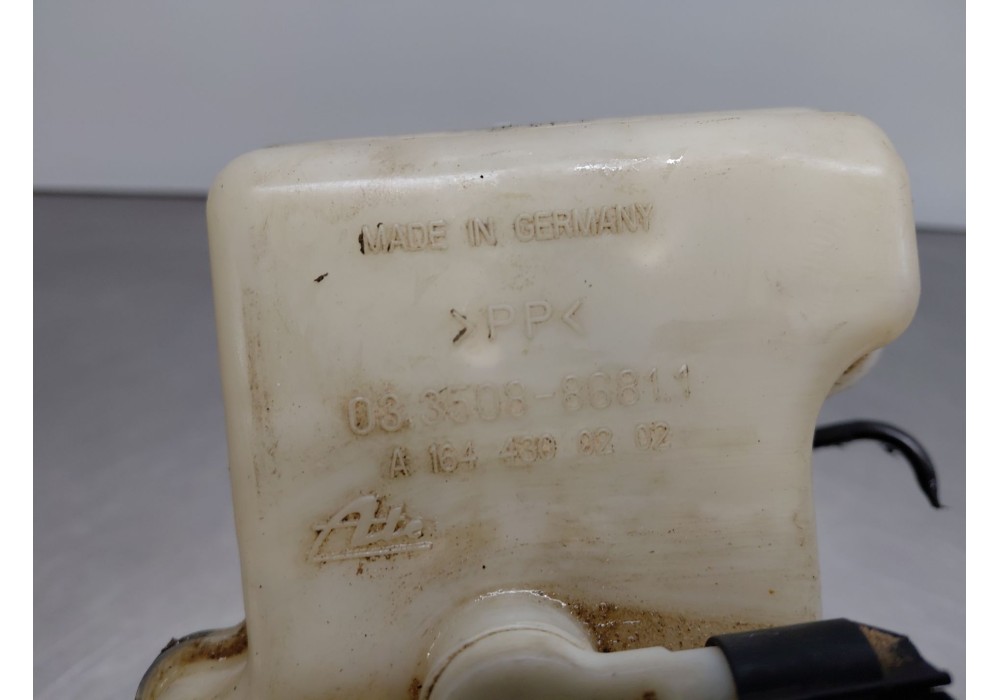 MADE IN GERMANY
>PP<
03.3508-8681.1
A 164 430 02 02
Ate